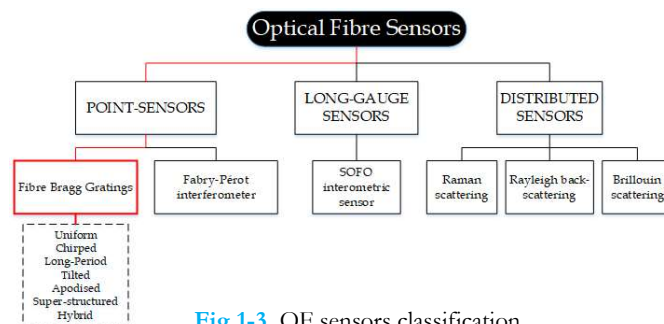 Optical Fibre Sensors
POINT-SENSORS
LONG-GAUGE
SENSORS
DISTRIBUTED
SENSORS
Fibre Bragg Gratings
Fabry-Pérot
interferometer
SOFO
interometric
sensor
Raman
scattering
Rayleigh back-
scattering
Brillouin
scattering
Uniform
Chirped
Long-Period
Tilted
Apodised
Super-structured
Hybrid
Fig 1-3 OF sensors classification